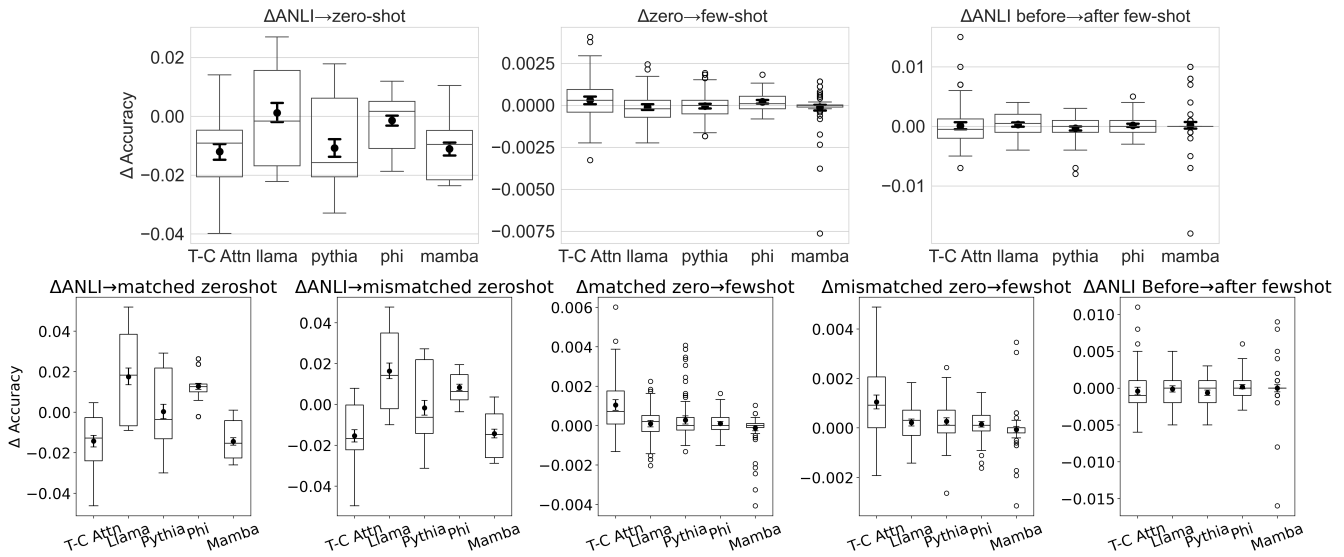 ΔANLI→zero-shot
Δzero→few-shot
ΔANLI before→after few-shot
Δ Accuracy
0.02
0.00
−0.02
−0.04
0.0025
0.0000
−0.0025
−0.0050
−0.0075
0.01
0.00
−0.01
T-C Attn llama pythia phi mamba
T-C Attn llama pythia phi mamba
T-C Attn llama pythia phi mamba
ΔANLI→matched zeroshot
ΔANLI→mismatched zeroshot
Δmatched zero→fewshot
Δmismatched zero→fewshot
ΔANLI Before→after fewshot
Δ Accuracy
0.04
0.02
0.00
−0.02
−0.04
0.04
0.02
0.00
−0.02
−0.04
0.006
0.004
0.002
0.000
−0.002
−0.004
0.004
0.002
0.000
−0.002
0.010
0.005
0.000
−0.005
−0.010
−0.015
T-C Attn Llama Pythia Phi Mamba
T-C Attn Llama Pythia Phi Mamba
T-C Attn Llama Pythia Phi Mamba
T-C Attn Llama Pythia Phi Mamba
T-C Attn Llama Pythia Phi Mamba